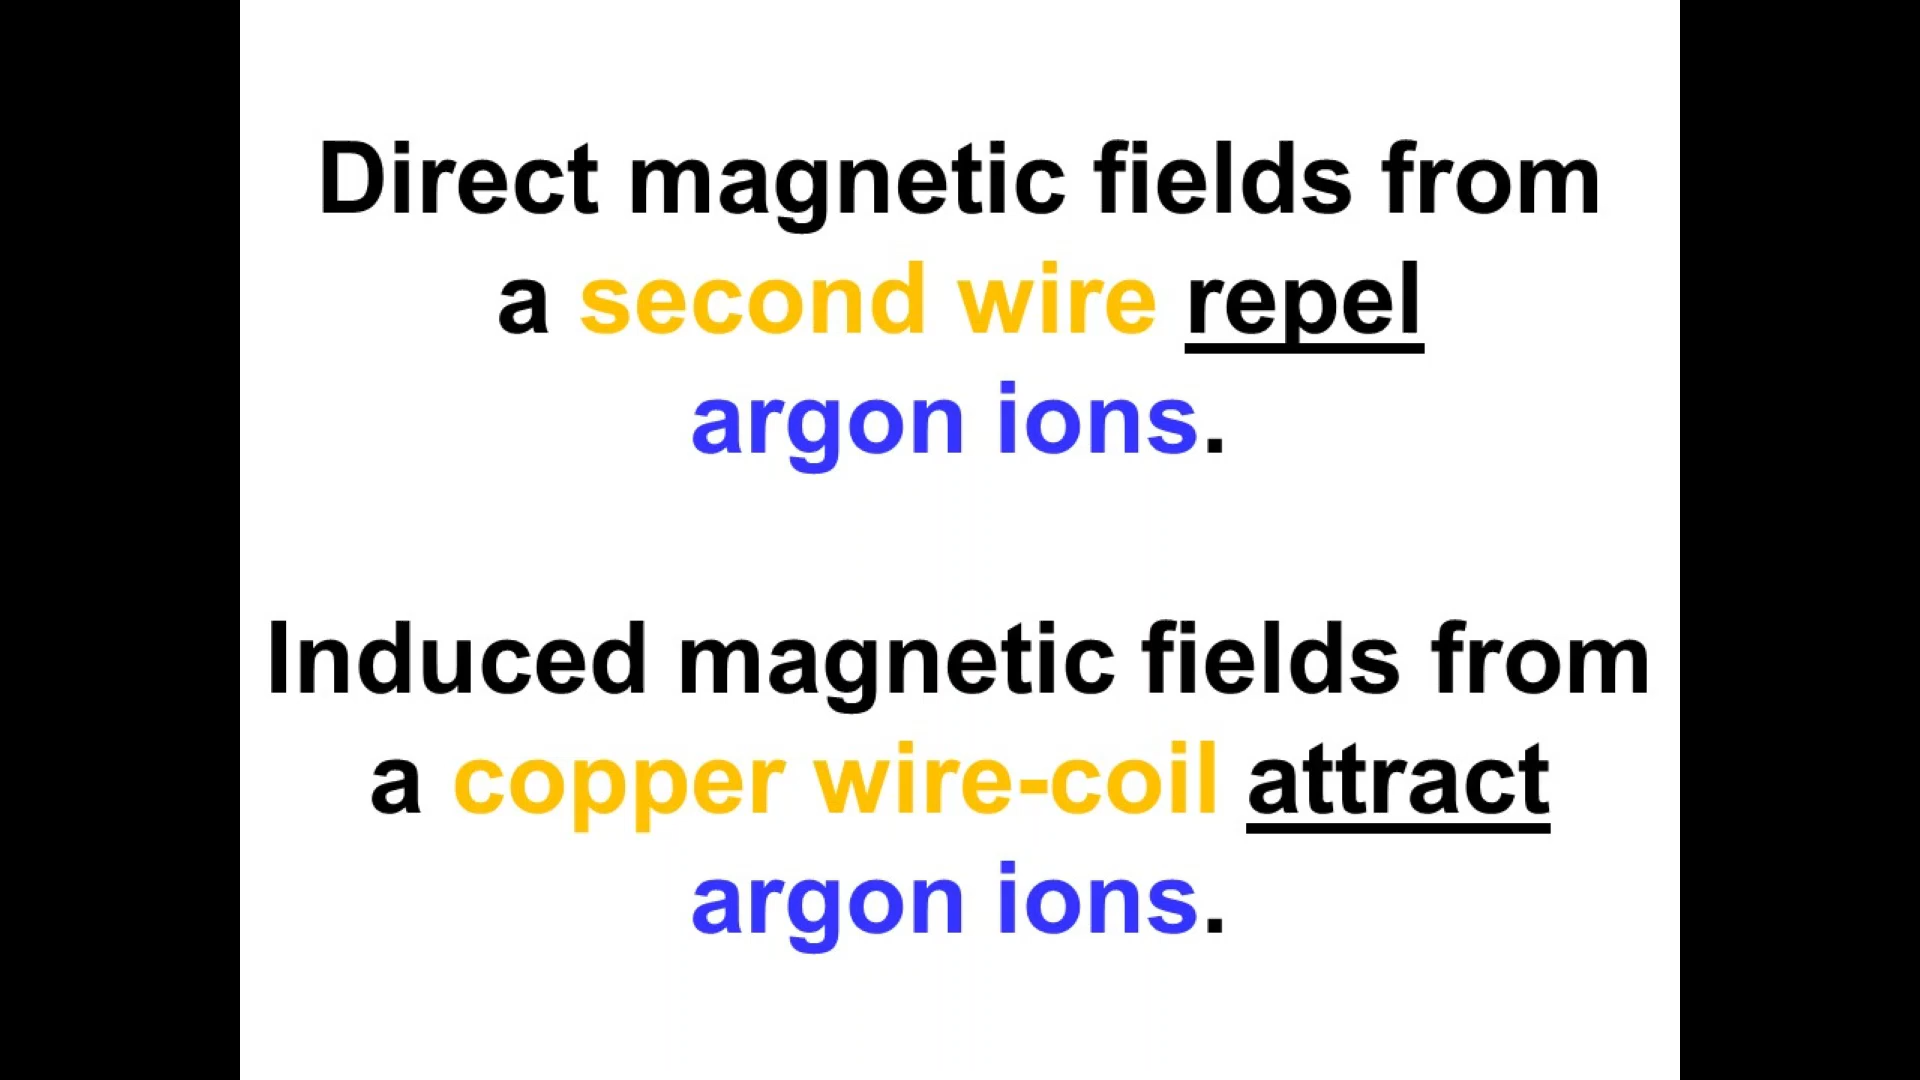 Direct magnetic fields from
a second wire repel
argon ions.
Induced magnetic fields from
a copper wire-coil attract
argon ions.